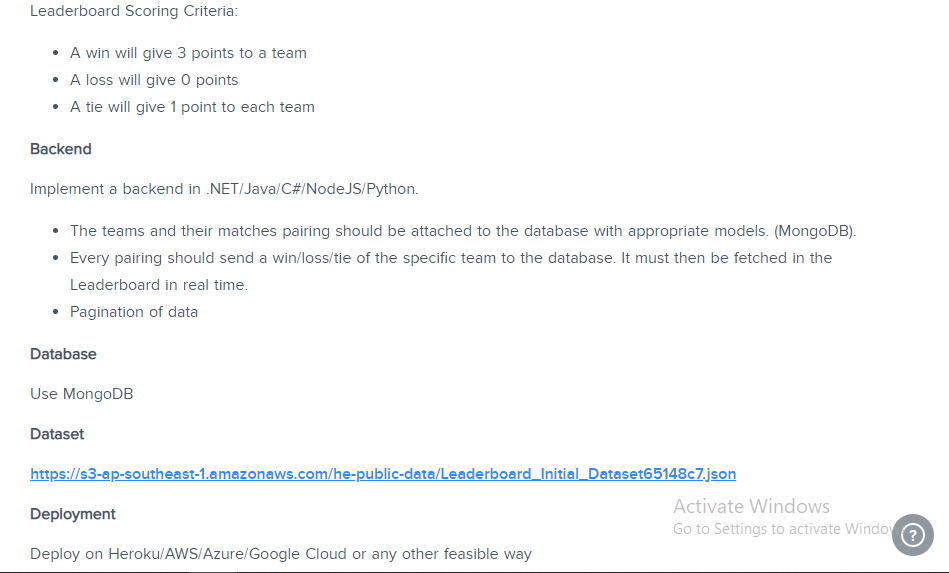 Leaderboard Scoring Criteria:
• A win will give 3 points to a team
• A loss will give 0 points
• A tie will give 1 point to each team
Backend
Implement a backend in .NET/Java/C#/NodeJS/Python.
• The teams and their matches pairing should be attached to the database with appropriate models. (MongoDB).
• Every pairing should send a win/loss/tie of the specific team to the database. It must then be fetched in the
Leaderboard in real time.
• Pagination of data
Database
Use MongoDB
Dataset
https://s3-ap-southeast-1.amazonaws.com/he-public-data/Leaderboard_Initial_Dataset65148c7.json
Deployment
Activate Windows
Go to Settings to activate Window
?
Deploy on Heroku/AWS/Azure/Google Cloud or any other feasible way